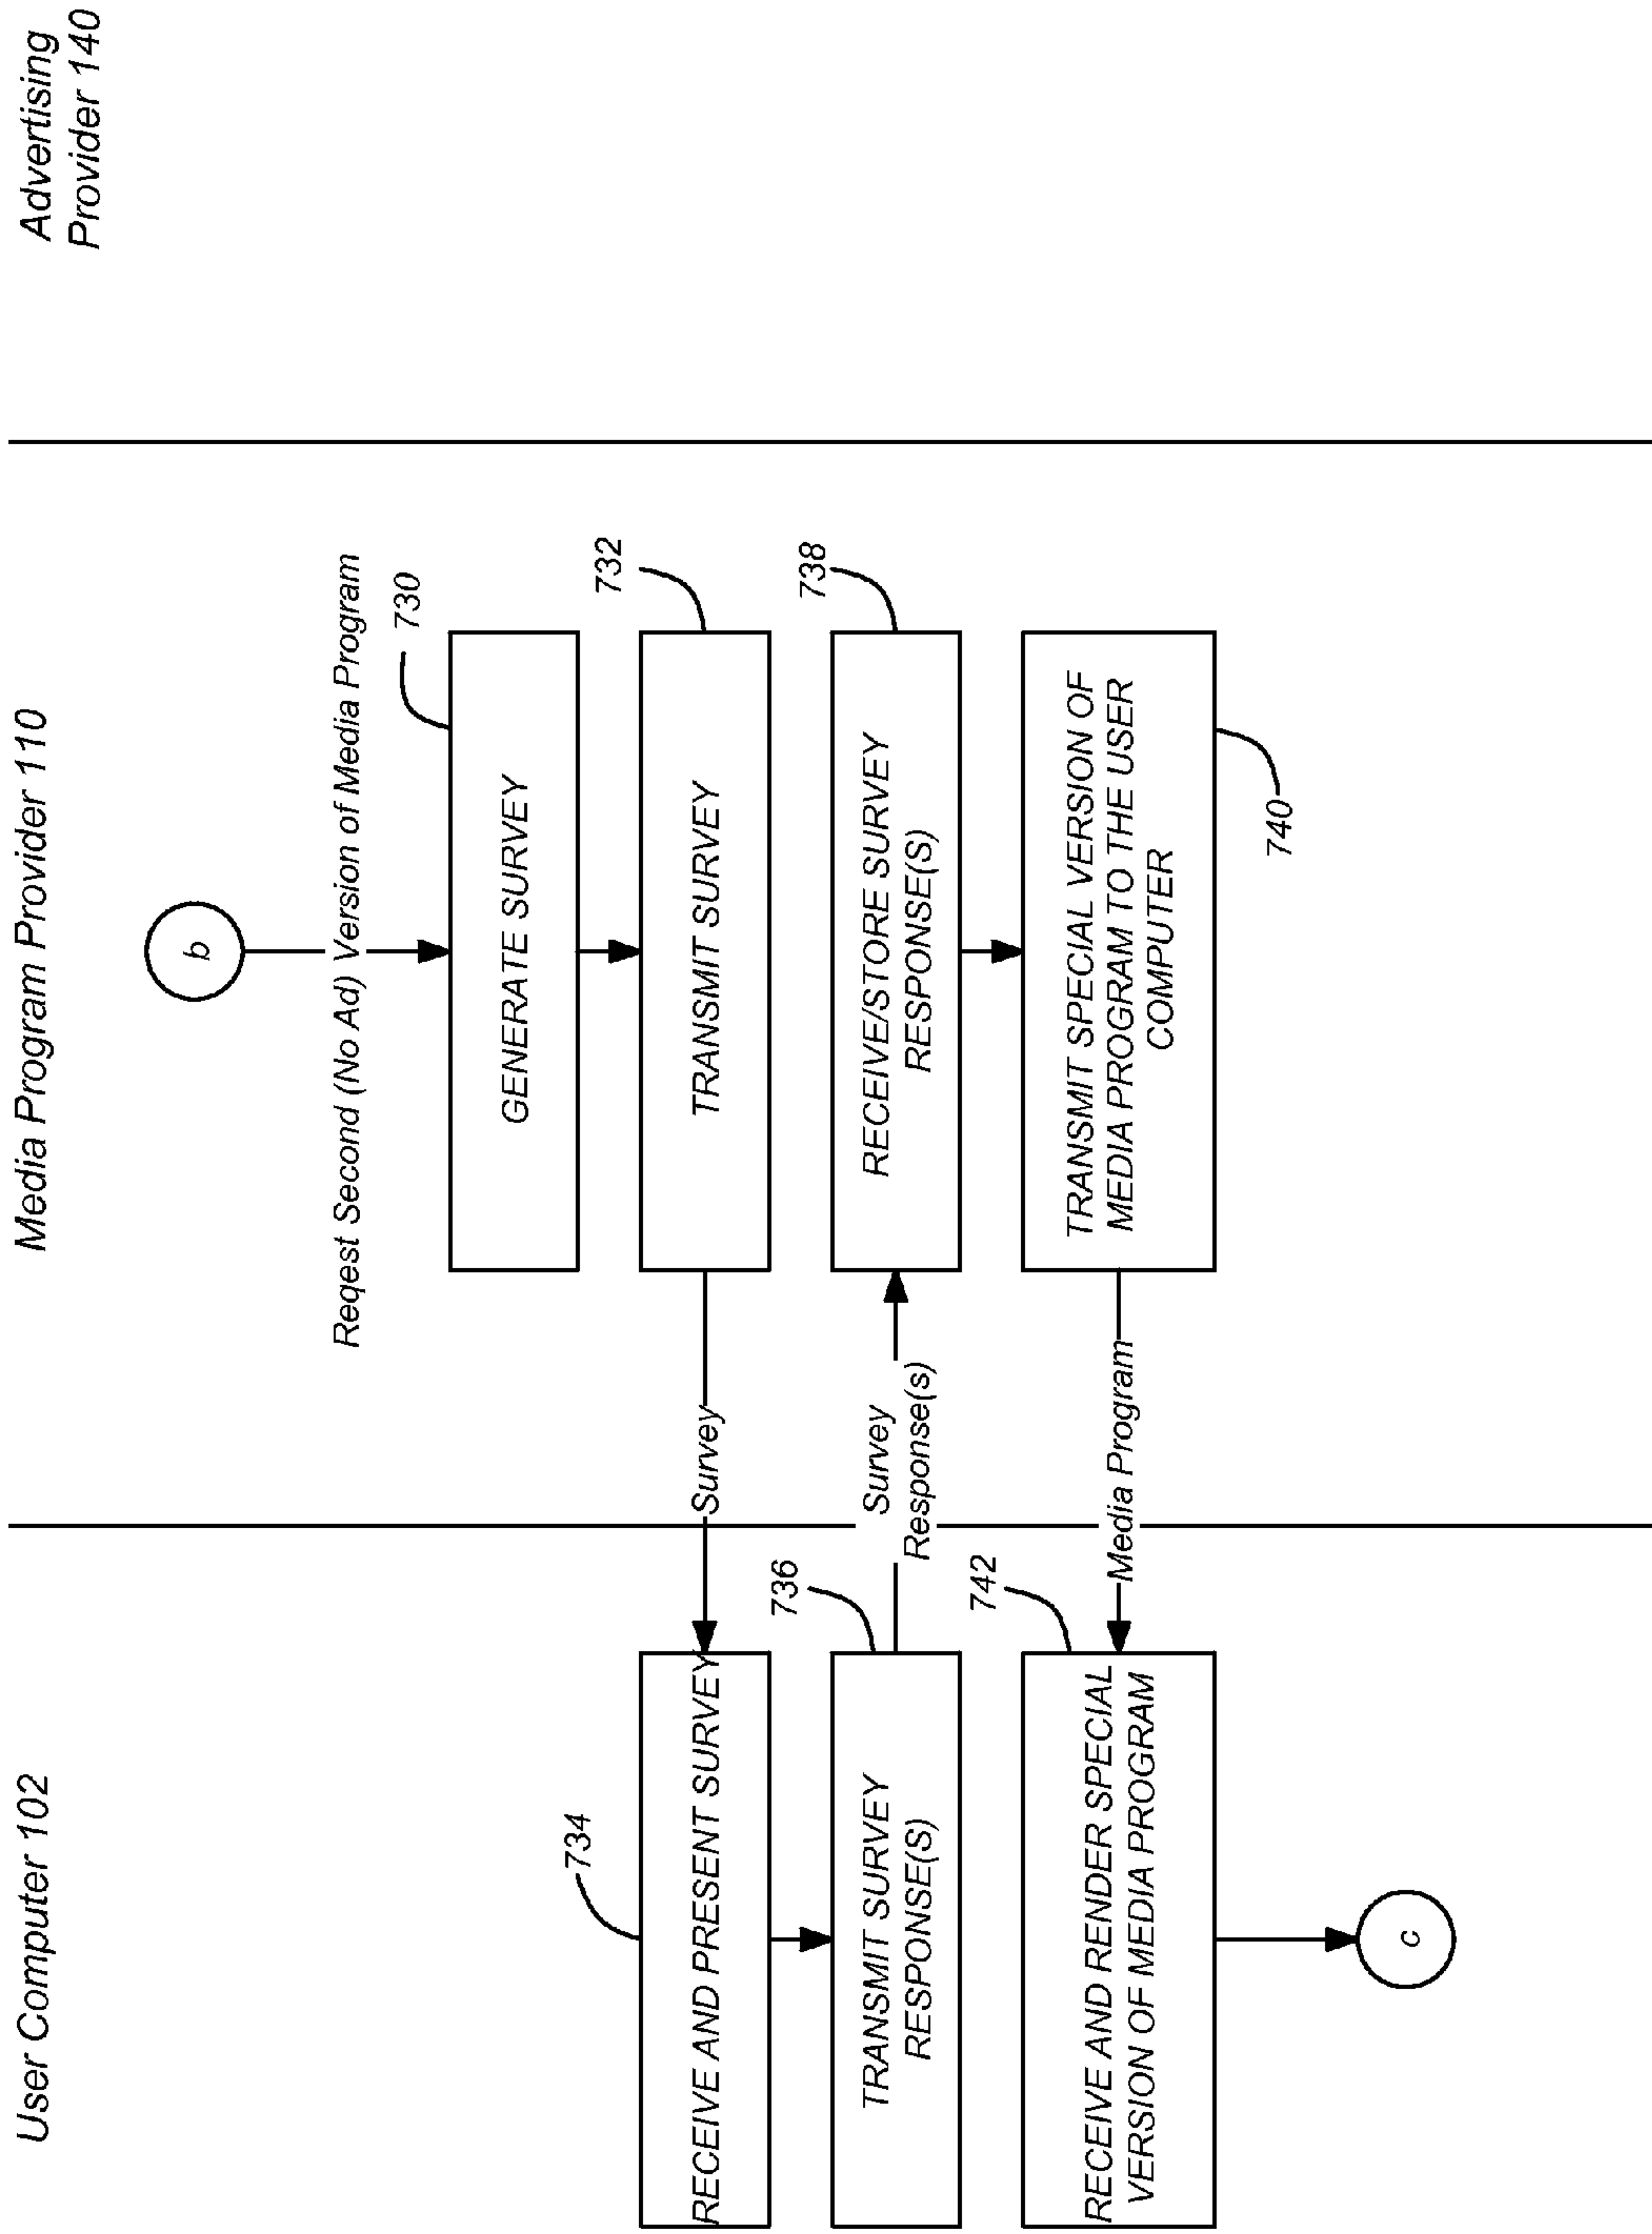 User Computer 102
Media Program Provider 110
Advertising
Provider 140
b
Reqest Second (No Ad) Version of Media Program
730
GENERATE SURVEY
732
TRANSMIT SURVEY
Survey
734
RECEIVE AND PRESENT SURVEY
736
TRANSMIT SURVEY
RESPONSE(S)
Survey
Response(s)
738
RECEIVE/STORE SURVEY
RESPONSE(S)
TRANSMIT SPECIAL VERSION OF
MEDIA PROGRAM TO THE USER
COMPUTER
740
Media Program
742
RECEIVE AND RENDER SPECIAL
VERSION OF MEDIA PROGRAM
c